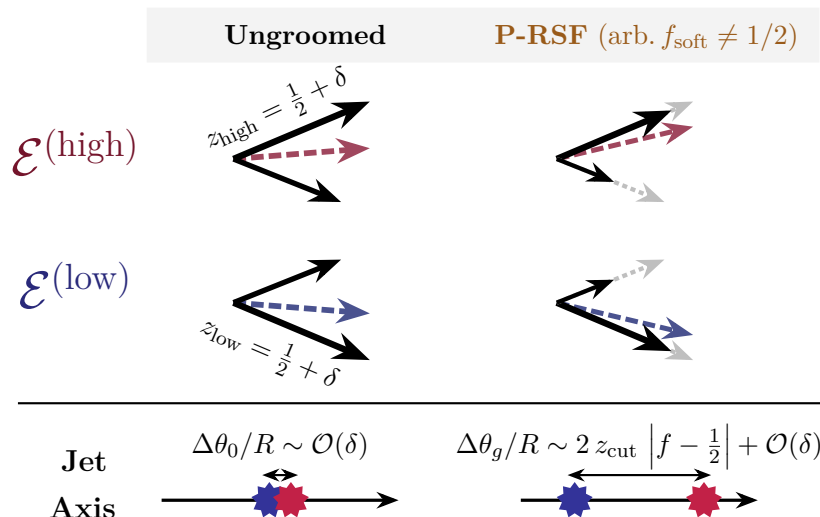 Ungroomed
P-RSF (arb. f_soft ≠ 1/2)
ℰ^(high)
z_high = 1/2 + δ
ℰ^(low)
z_low = 1/2 + δ
Jet
Axis
Δθ_0/R ∼ 𝒪(δ)
Δθ_g/R ∼ 2 z_cut |f − 1/2| + 𝒪(δ)